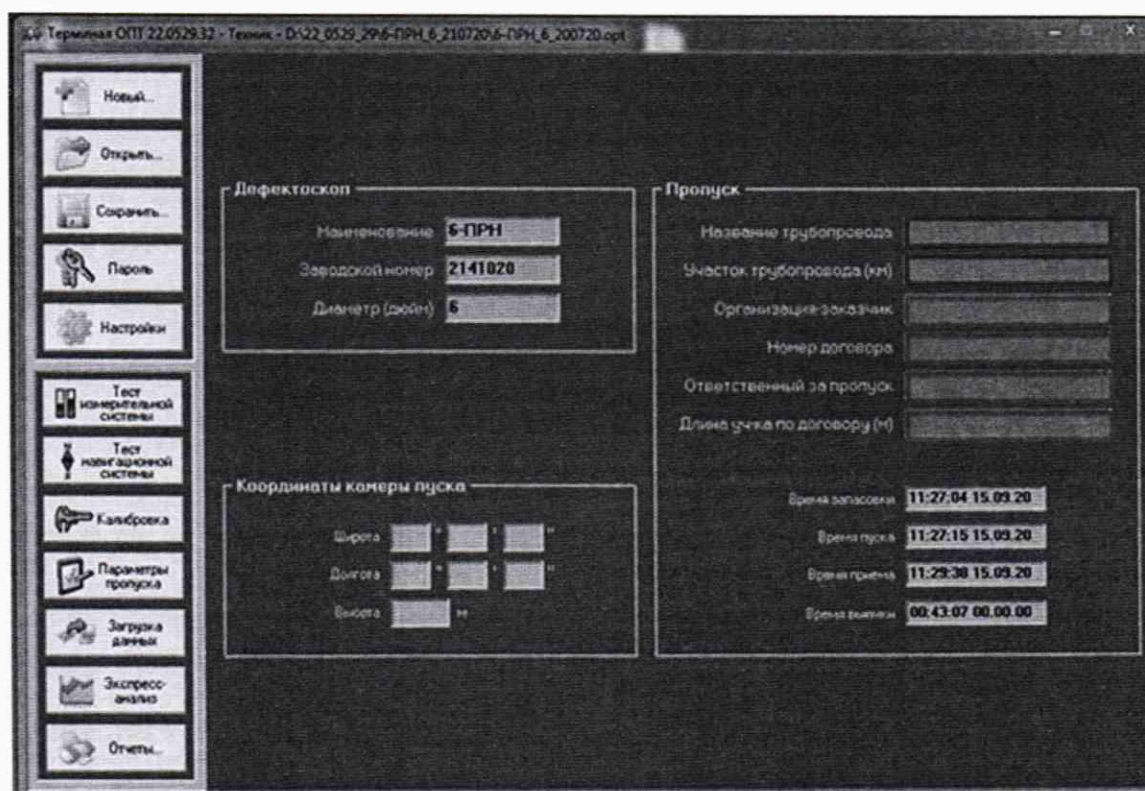 Терминал ОПТ 22.0529.32 - Техник - D:\22_0529_29\6-ПРН_6_210720\6-ПРН_6_200720.opt
Новый...
Открыть...
Сохранить...
Пароль
Настройки
Тест
измерительной
системы
Тест
навигационной
системы
Калибровка
Параметры
пропуска
Загрузка
данных
Экспресс-
анализ
Отчеты...
Дефектоскоп
Наименование 6-ПРН
Заводской номер 2141020
Диаметр (дюйм) 6
Координаты камеры пуска
Широта ° ' "
Долгота ° ' "
Высота м
Пропуск
Название трубопровода
Участок трубопровода (км)
Организация-заказчик
Номер договора
Ответственный за пропуск
Длина уч-ка по договору (м)
Время запасовки 11:27:04 15.09.20
Время пуска 11:27:15 15.09.20
Время приема 11:29:38 15.09.20
Время выемки 00:43:07 00.00.00